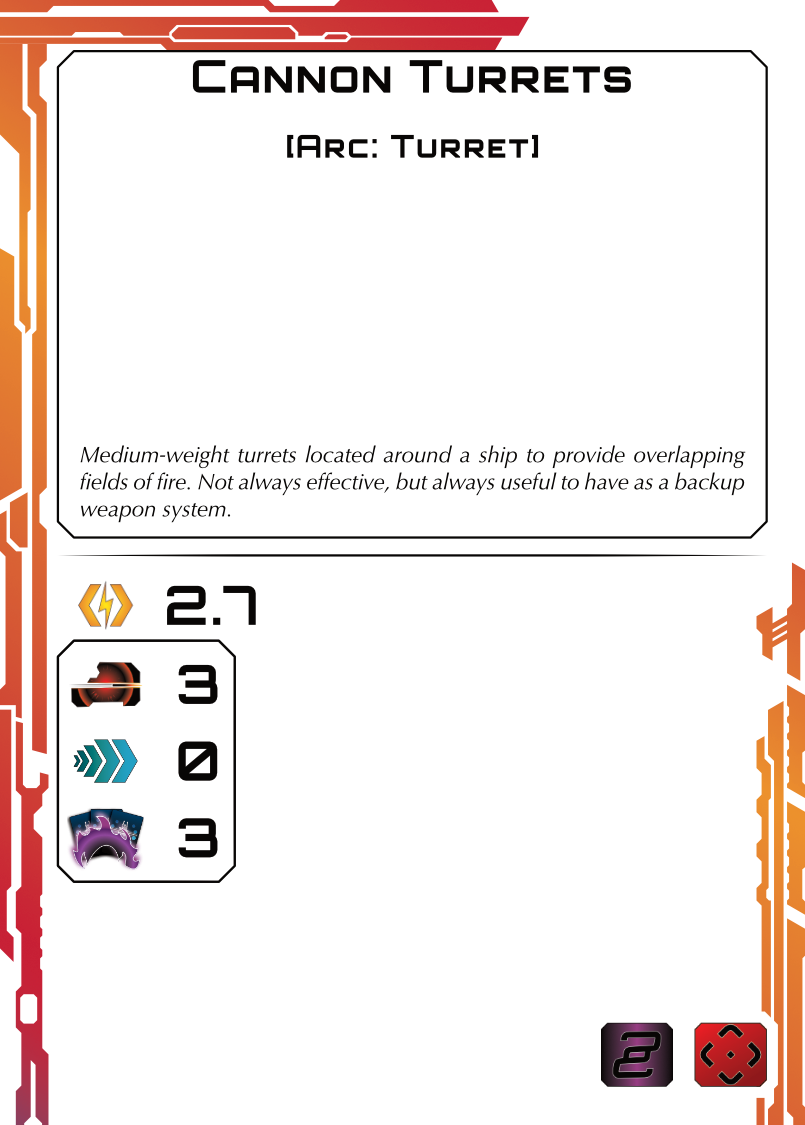 Cannon Turrets
[Arc: Turret]
Medium-weight turrets located around a ship to provide overlapping
fields of fire. Not always effective, but always useful to have as a backup
weapon system.
2.7
3
0
3
2